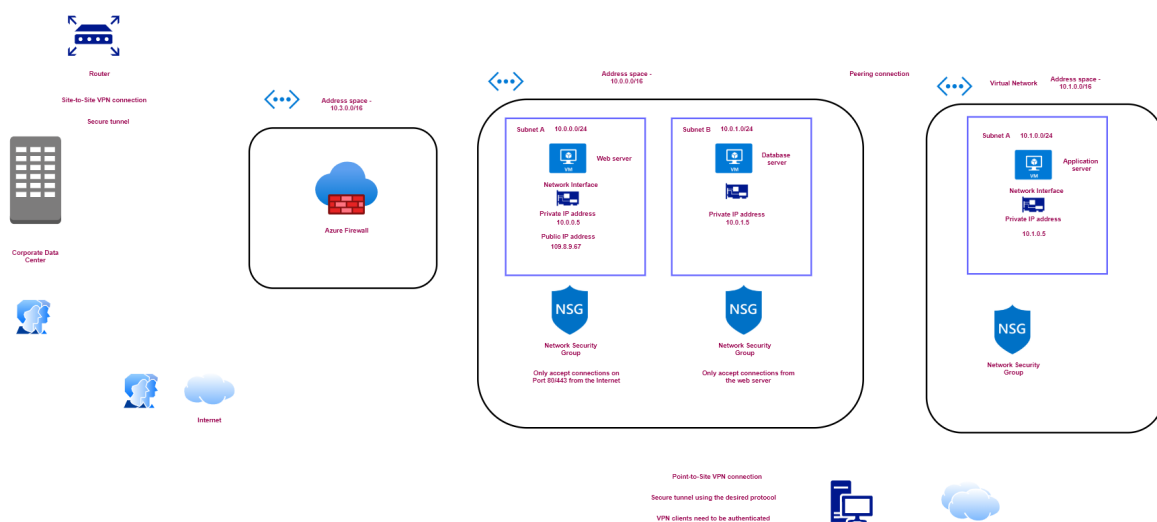 Router
Site-to-Site VPN connection
Secure tunnel
Corporate Data
Center
Internet
Address space -
10.3.0.0/16
Azure Firewall
Address space -
10.0.0.0/16
Subnet A 10.0.0.0/24
Web server
VM
Network Interface
Private IP address
10.0.0.5
Public IP address
109.8.9.67
NSG
Network Security
Group
Only accept connections on
Port 80/443 from the Internet
Subnet B 10.0.1.0/24
Database
server
VM
Private IP address
10.0.1.5
NSG
Network Security
Group
Only accept connections from
the web server
Peering connection
Virtual Network
Address space -
10.1.0.0/16
Subnet A 10.1.0.0/24
Application
server
VM
Network Interface
Private IP address
10.1.0.5
NSG
Network Security
Group
Point-to-Site VPN connection
Secure tunnel using the desired protocol
VPN clients need to be authenticated